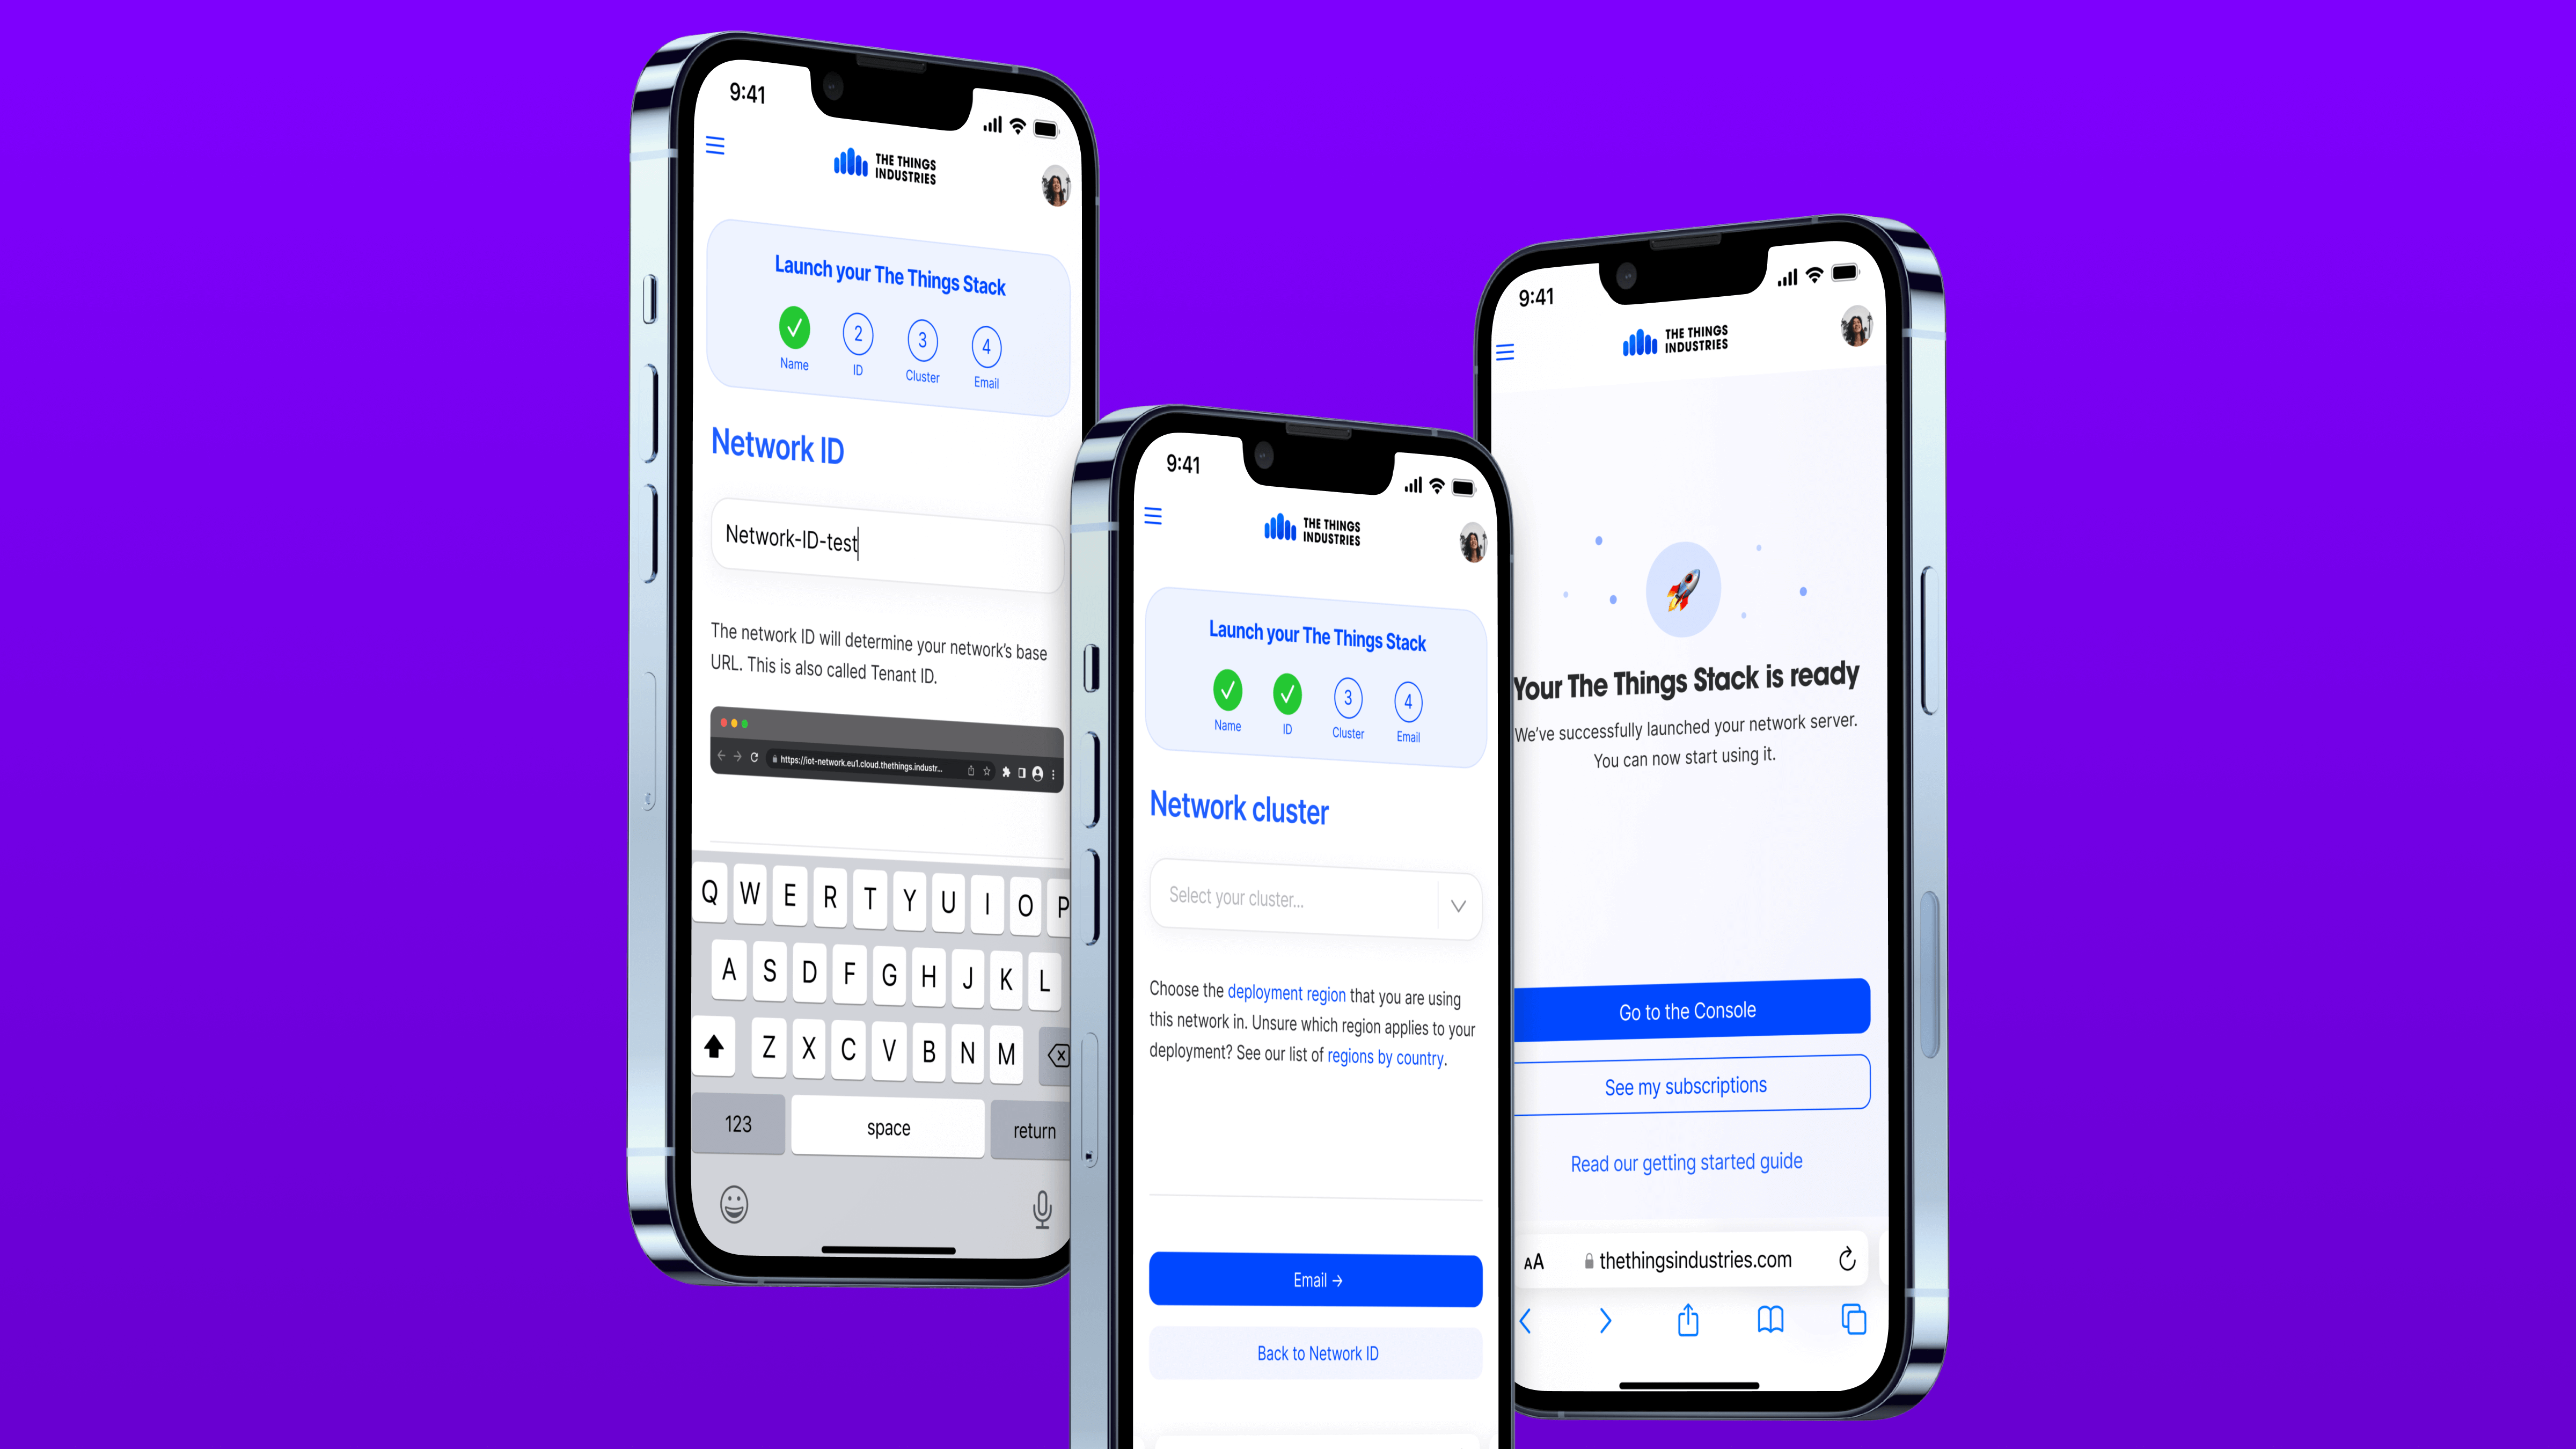 9:41
THE THINGS
INDUSTRIES
Launch your The Things Stack
2
3
4
Name
ID
Cluster
Email
Network ID
Network-ID-test
The network ID will determine your network's base
URL. This is also called Tenant ID.
https://iot-network.eu1.cloud.thethings.industr...
Q W E R T Y U I O P
A S D F G H J K L
Z X C V B N M
123
space
return
9:41
THE THINGS
INDUSTRIES
Launch your The Things Stack
3
4
Name
ID
Cluster
Email
Network cluster
Select your cluster...
Choose the deployment region that you are using
this network in. Unsure which region applies to your
deployment? See our list of regions by country.
Email →
Back to Network ID
9:41
THE THINGS
INDUSTRIES
Your The Things Stack is ready
We've successfully launched your network server.
You can now start using it.
Go to the Console
See my subscriptions
Read our getting started guide
AA
thethingsindustries.com